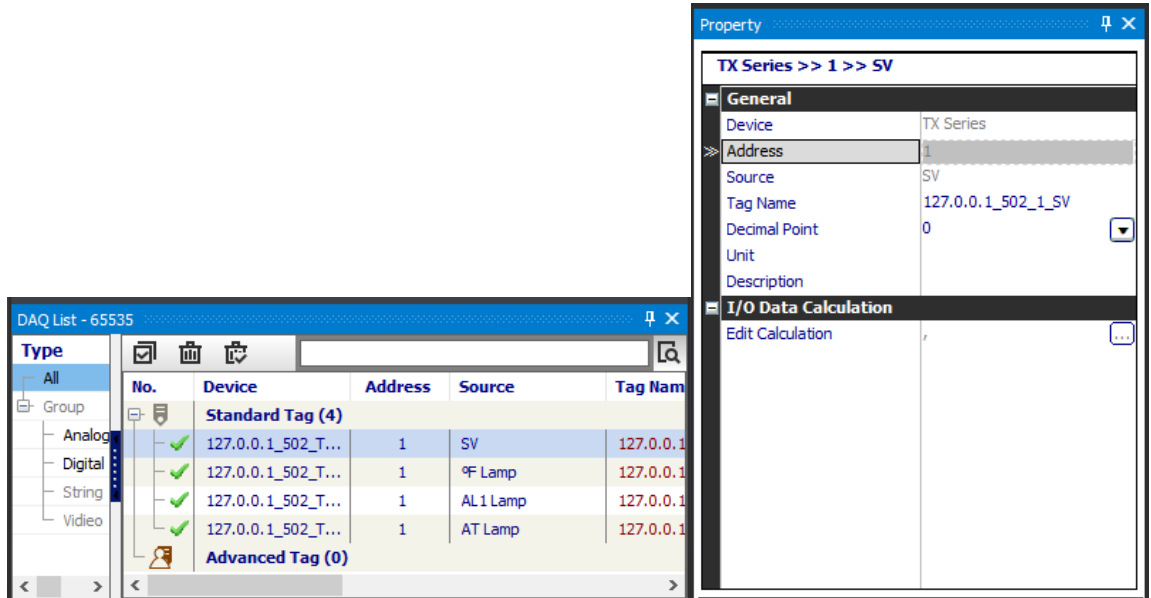 Property
TX Series >> 1 >> SV
General
Device TX Series
Address 1
Source SV
Tag Name 127.0.0.1_502_1_SV
Decimal Point 0
Unit
Description
I/O Data Calculation
Edit Calculation , ...
DAQ List - 65535
Type
All
Group
Analog
Digital
String
Vidieo
No. Device Address Source Tag Nam
Standard Tag (4)
127.0.0.1_502_T... 1 SV 127.0.0.1
127.0.0.1_502_T... 1 ºF Lamp 127.0.0.1
127.0.0.1_502_T... 1 AL1 Lamp 127.0.0.1
127.0.0.1_502_T... 1 AT Lamp 127.0.0.1
Advanced Tag (0)